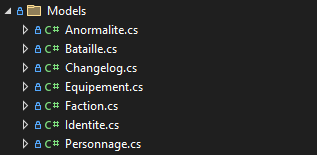 Models
C# Anormalite.cs
C# Bataille.cs
C# Changelog.cs
C# Equipement.cs
C# Faction.cs
C# Identite.cs
C# Personnage.cs